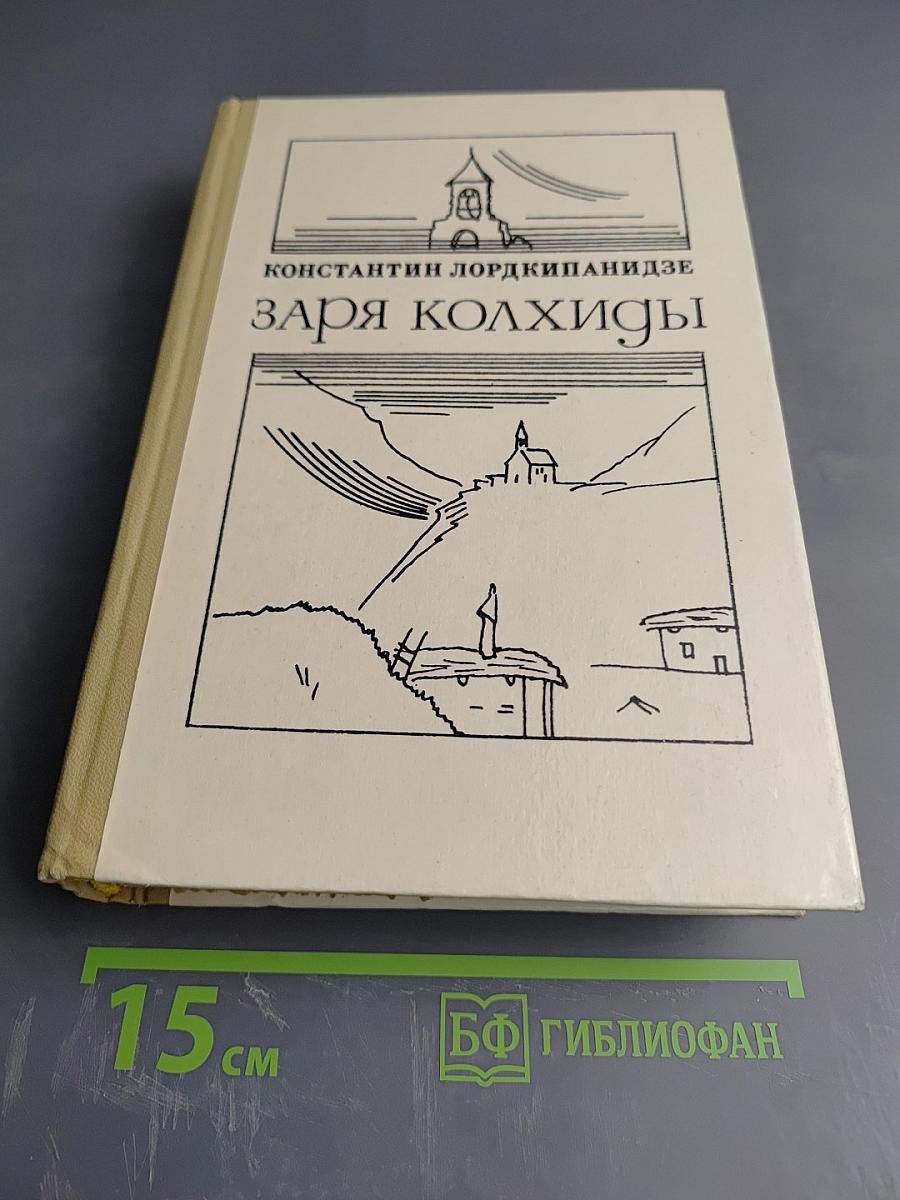 КОНСТАНТИН ЛОРДКИПАНИДЗЕ
ЗАРЯ КОЛХИДЫ
15 см
БФ ГИБЛИОФАН